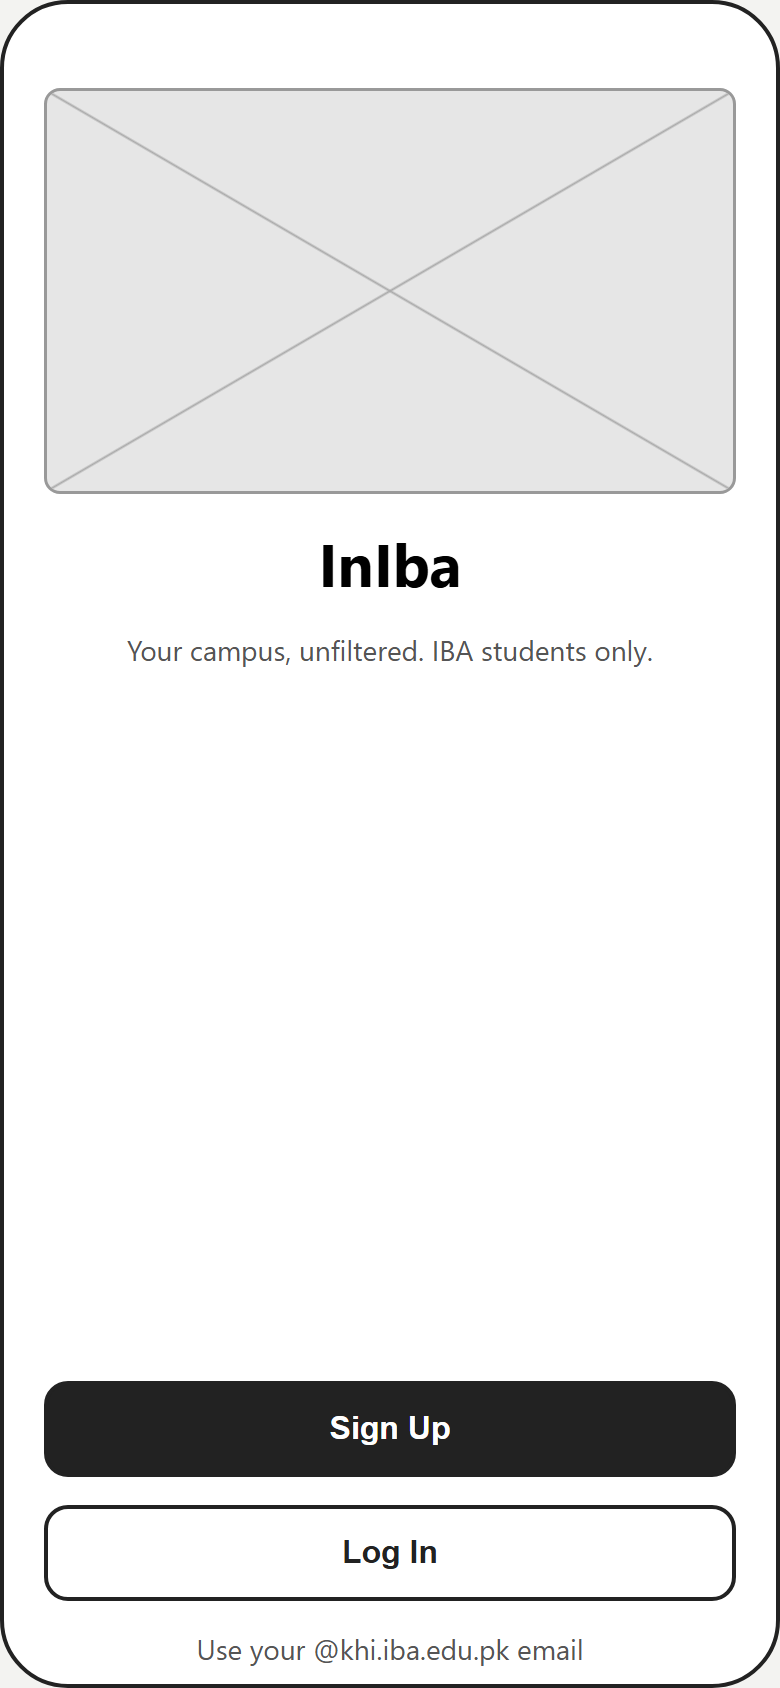 InIba
Your campus, unfiltered. IBA students only.
Sign Up
Log In
Use your @khi.iba.edu.pk email